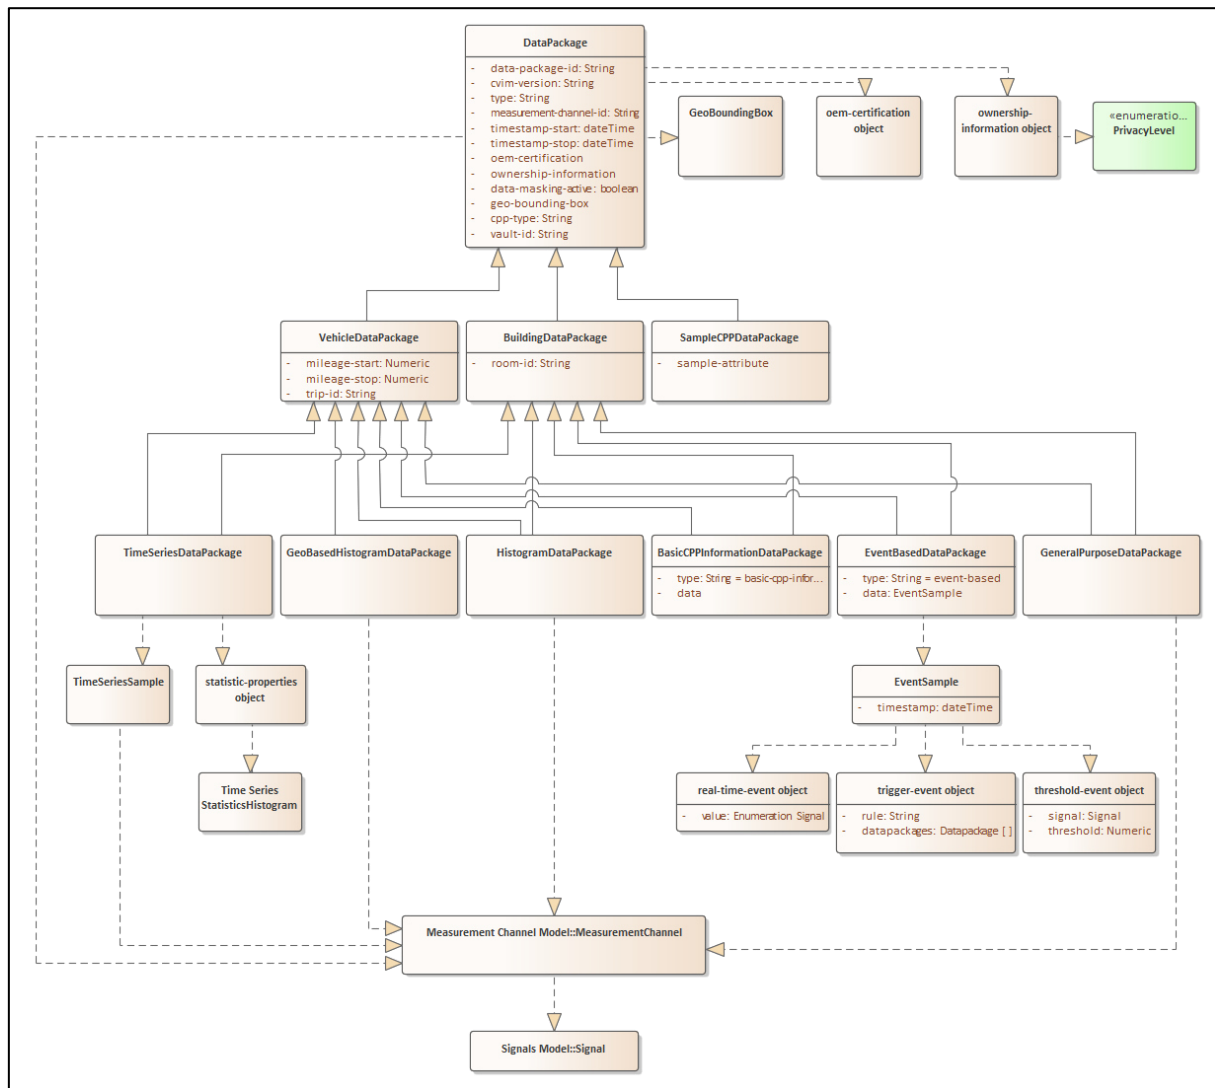 DataPackage
- data-package-id: String
- cvim-version: String
- type: String
- measurement-channel-id: String
- timestamp-start: dateTime
- timestamp-stop: dateTime
- oem-certification
- ownership-information
- data-masking-active: boolean
- geo-bounding-box
- cpp-type: String
- vault-id: String
GeoBoundingBox
oem-certification
object
ownership-
information object
«enumeratio...
PrivacyLevel
VehicleDataPackage
- mileage-start: Numeric
- mileage-stop: Numeric
- trip-id: String
BuildingDataPackage
- room-id: String
SampleCPPDataPackage
- sample-attribute
TimeSeriesDataPackage
GeoBasedHistogramDataPackage
HistogramDataPackage
BasicCPPInformationDataPackage
- type: String = basic-cpp-infor...
- data
EventBasedDataPackage
- type: String = event-based
- data: EventSample
GeneralPurposeDataPackage
TimeSeriesSample
statistic-properties
object
EventSample
- timestamp: dateTime
Time Series
StatisticsHistogram
real-time-event object
- value: Enumeration Signal
trigger-event object
- rule: String
- datapackages: Datapackage [ ]
threshold-event object
- signal: Signal
- threshold: Numeric
Measurement Channel Model::MeasurementChannel
Signals Model::Signal